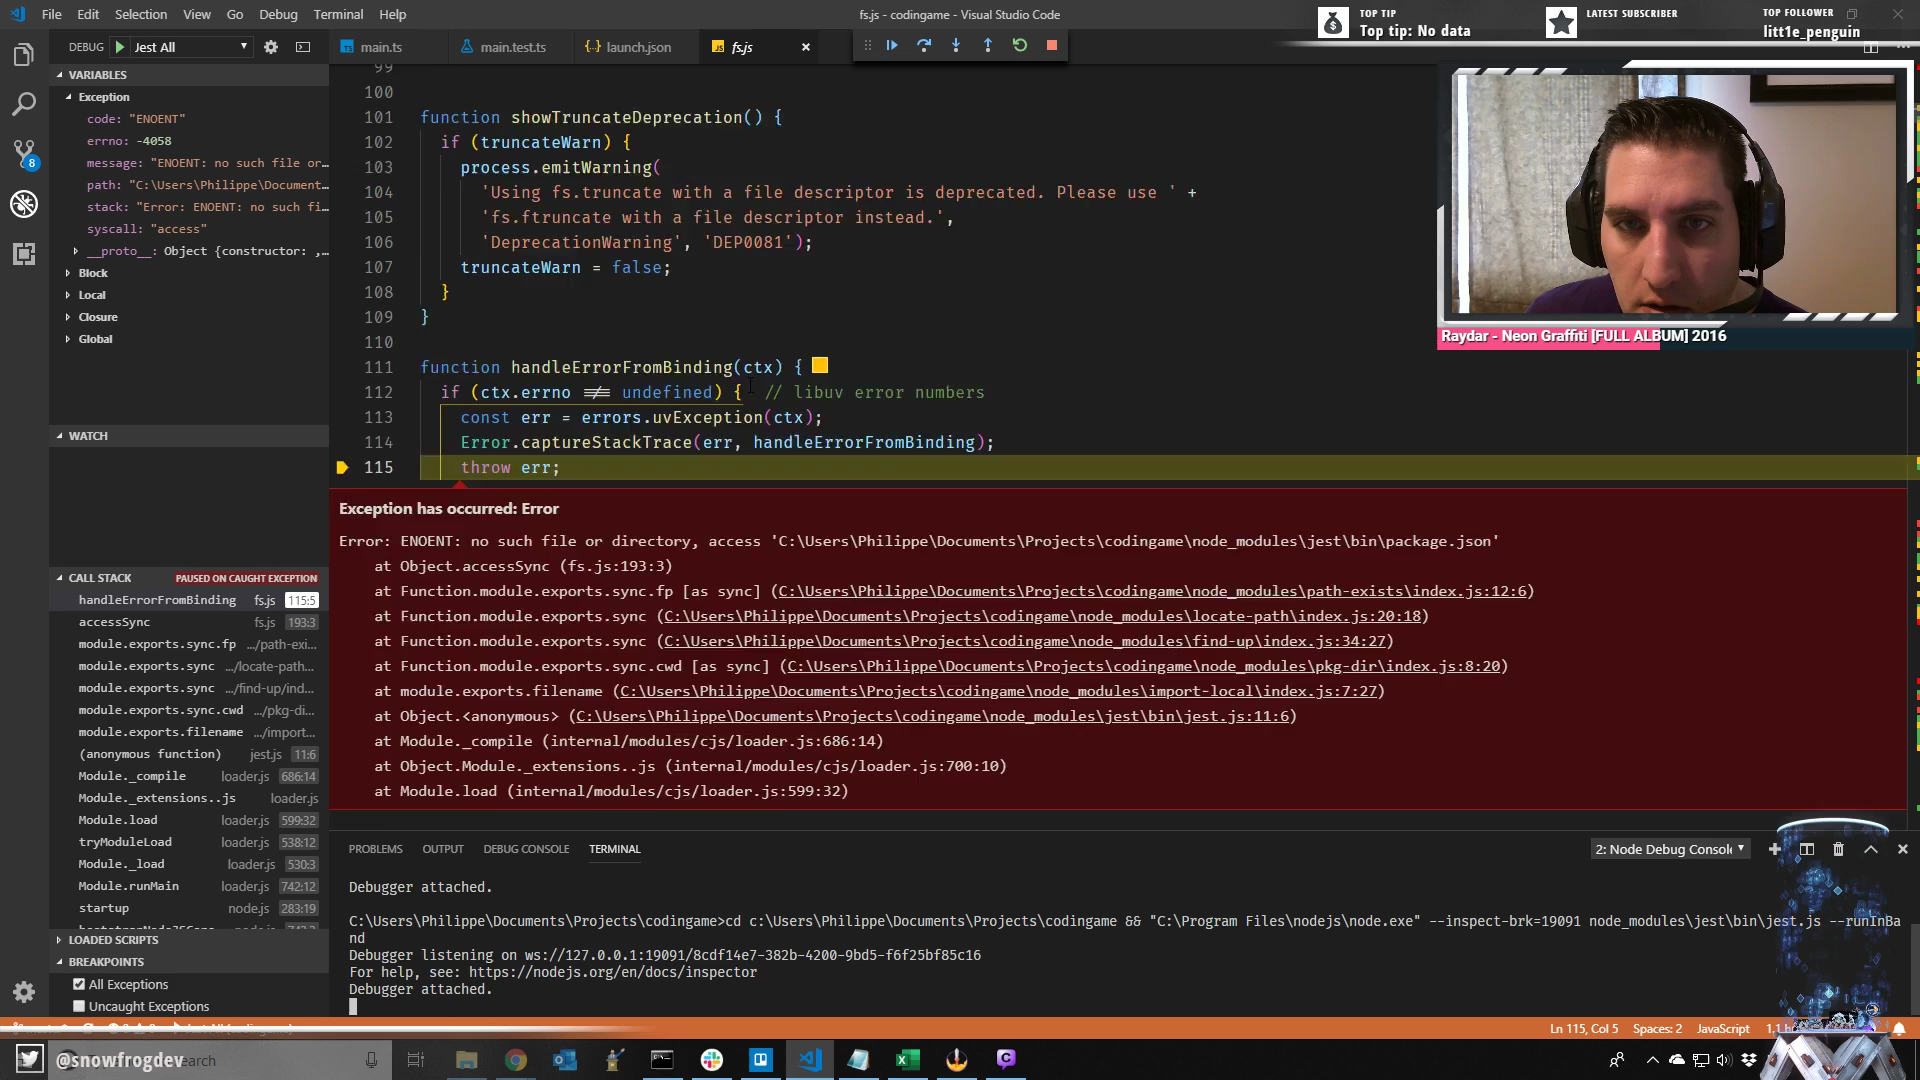 File Edit Selection View Go Debug Terminal Help
fs.js - codingame - Visual Studio Code
TOP TIP
Top tip: No data
LATEST SUBSCRIBER
TOP FOLLOWER
litt1e_penguin
DEBUG Jest All
main.ts
main.test.ts
launch.json
fs.js
VARIABLES
Exception
code: "ENOENT"
errno: -4058
message: "ENOENT: no such file or…
path: "C:\Users\Philippe\Document…
stack: "Error: ENOENT: no such fi…
syscall: "access"
__proto__: Object {constructor: ,…
Block
Local
Closure
Global
WATCH
CALL STACK PAUSED ON CAUGHT EXCEPTION
handleErrorFromBinding fs.js 115:5
accessSync fs.js 193:3
module.exports.sync.fp .../path-exi...
module.exports.sync .../locate-path...
module.exports.sync .../find-up/ind...
module.exports.sync.cwd .../pkg-di...
module.exports.filename .../import...
(anonymous function) jest.js 11:6
Module._compile loader.js 686:14
Module._extensions..js loader.js
Module.load loader.js 599:32
tryModuleLoad loader.js 538:12
Module._load loader.js 530:3
Module.runMain loader.js 742:12
startup node.js 283:19
LOADED SCRIPTS
BREAKPOINTS
All Exceptions
Uncaught Exceptions
99
100
101 function showTruncateDeprecation() {
102 if (truncateWarn) {
103 process.emitWarning(
104 'Using fs.truncate with a file descriptor is deprecated. Please use ' +
105 'fs.ftruncate with a file descriptor instead.',
106 'DeprecationWarning', 'DEP0081');
107 truncateWarn = false;
108 }
109 }
110
111 function handleErrorFromBinding(ctx) {
112 if (ctx.errno !== undefined) { // libuv error numbers
113 const err = errors.uvException(ctx);
114 Error.captureStackTrace(err, handleErrorFromBinding);
115 throw err;
Raydar - Neon Graffiti [FULL ALBUM] 2016
Exception has occurred: Error
Error: ENOENT: no such file or directory, access 'C:\Users\Philippe\Documents\Projects\codingame\node_modules\jest\bin\package.json'
at Object.accessSync (fs.js:193:3)
at Function.module.exports.sync.fp [as sync] (C:\Users\Philippe\Documents\Projects\codingame\node_modules\path-exists\index.js:12:6)
at Function.module.exports.sync (C:\Users\Philippe\Documents\Projects\codingame\node_modules\locate-path\index.js:20:18)
at Function.module.exports.sync (C:\Users\Philippe\Documents\Projects\codingame\node_modules\find-up\index.js:34:27)
at Function.module.exports.sync.cwd [as sync] (C:\Users\Philippe\Documents\Projects\codingame\node_modules\pkg-dir\index.js:8:20)
at module.exports.filename (C:\Users\Philippe\Documents\Projects\codingame\node_modules\import-local\index.js:7:27)
at Object.<anonymous> (C:\Users\Philippe\Documents\Projects\codingame\node_modules\jest\bin\jest.js:11:6)
at Module._compile (internal/modules/cjs/loader.js:686:14)
at Object.Module._extensions..js (internal/modules/cjs/loader.js:700:10)
at Module.load (internal/modules/cjs/loader.js:599:32)
PROBLEMS OUTPUT DEBUG CONSOLE TERMINAL
2: Node Debug Console
Debugger attached.
C:\Users\Philippe\Documents\Projects\codingame>cd c:\Users\Philippe\Documents\Projects\codingame && "C:\Program Files\nodejs\node.exe" --inspect-brk=19091 node_modules\jest\bin\jest.js --runInBa
nd
Debugger listening on ws://127.0.0.1:19091/8cdf14e7-382b-4200-9bd5-f6f25bf85c16
For help, see: https://nodejs.org/en/docs/inspector
Debugger attached.
Ln 115, Col 5 Spaces: 2 JavaScript
8
@snowfrogdev